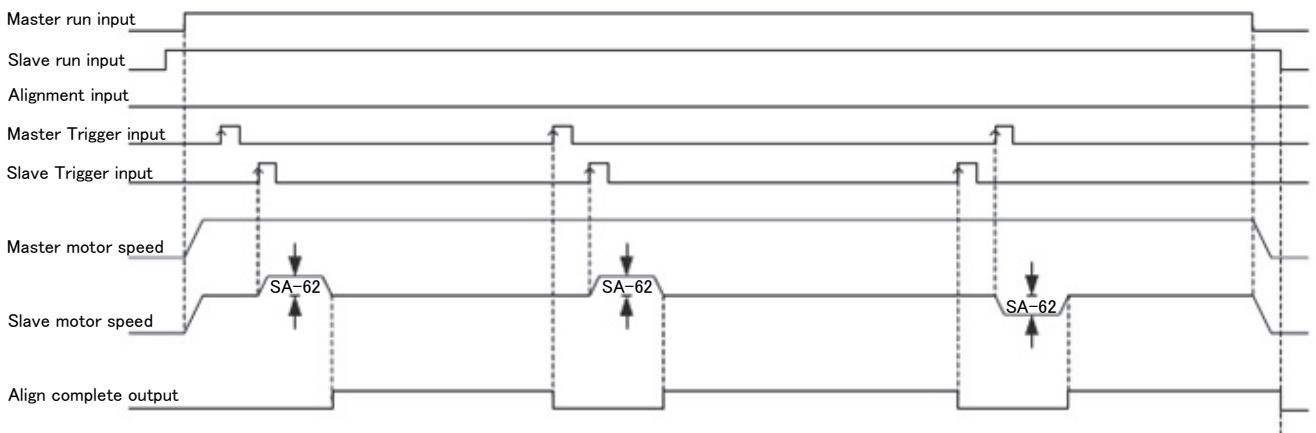 Master run input
Slave run input
Alignment input
Master Trigger input
Slave Trigger input
Master motor speed
SA-62
SA-62
SA-62
Slave motor speed
Align complete output